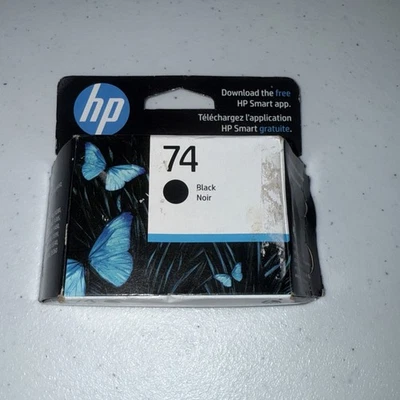 hp
Download the free
HP Smart app.
Téléchargez l'application
HP Smart gratuite.
74
Black
Noir